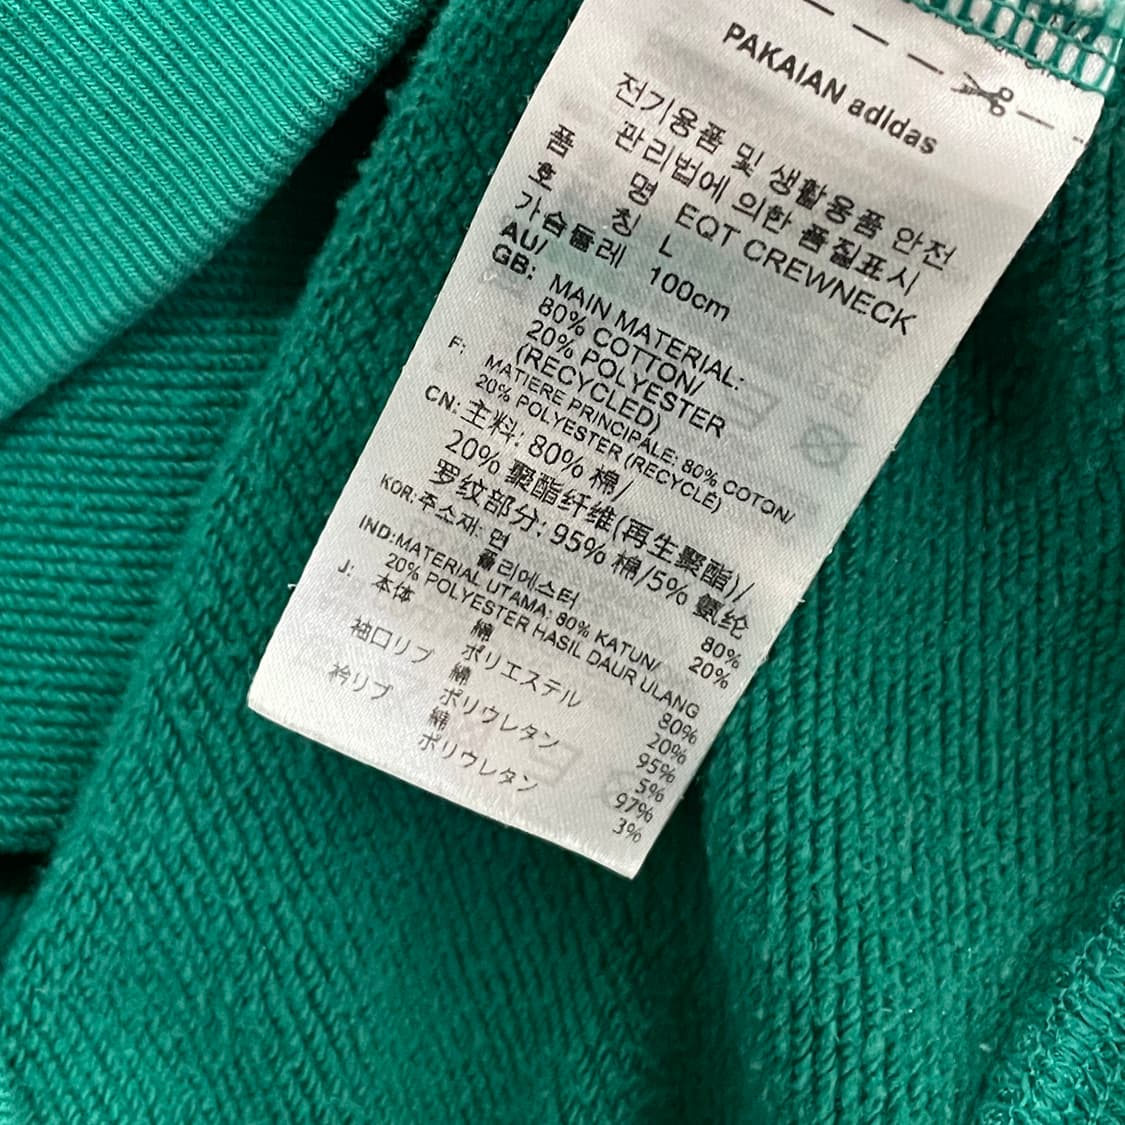 PAKAIAN adidas
전기용품 및 생활용품 안전
관리법에 의한 품질표시
품 명 EQT CREWNECK
호 칭 L
가슴둘레 100cm
AU/
GB: MAIN MATERIAL:
80% COTTON/
20% POLYESTER
(RECYCLED)
F: MATIERE PRINCIPALE: 80% COTON/
20% POLYESTER (RECYCLÉ)
CN: 主料: 80% 棉/
20% 聚酯纤维(再生聚酯)/
罗纹部分: 95% 棉/5% 氨纶
KOR: 주소재: 면 80%
폴리에스터 20%
IND:MATERIAL UTAMA: 80% KATUN/
20% POLYESTER HASIL DAUR ULANG
J: 本体 綿 80%
ポリエステル 20%
袖口リブ 綿 95%
ポリウレタン 5%
衿リブ 綿 97%
ポリウレタン 3%